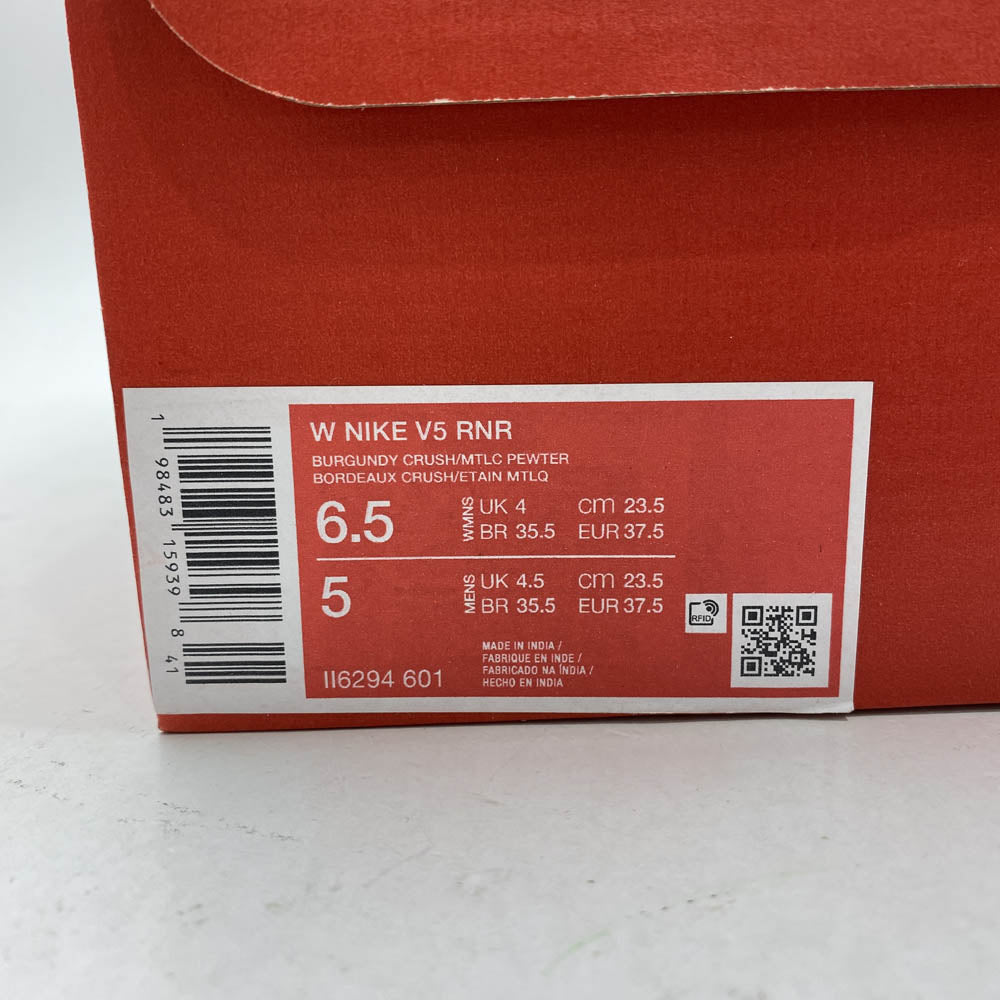 W NIKE V5 RNR
BURGUNDY CRUSH/MTLC PEWTER
BORDEAUX CRUSH/ETAIN MTLQ
6.5 WMNS UK 4 cm 23.5
BR 35.5 EUR 37.5
5 MENS UK 4.5 cm 23.5
BR 35.5 EUR 37.5
II6294 601
MADE IN INDIA /
FABRIQUE EN INDE /
FABRICADO NA ÍNDIA /
HECHO EN INDIA
RFID
1 98483 15939 8 41